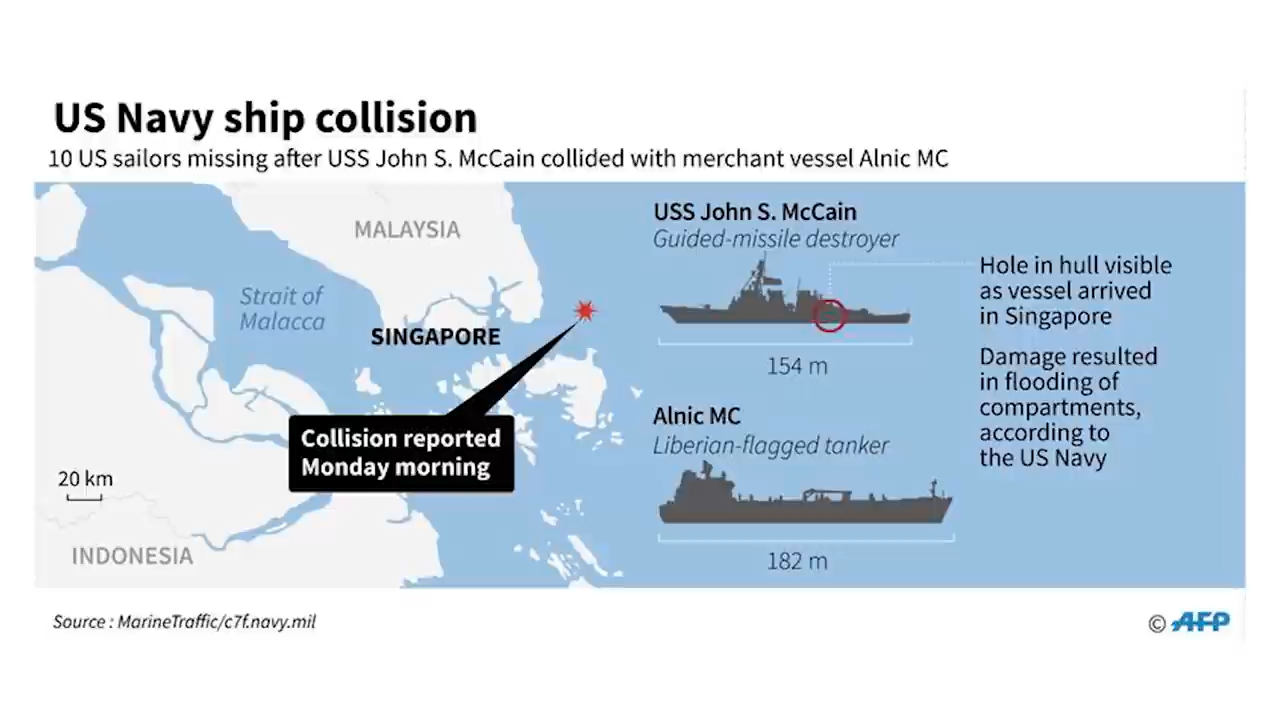 US Navy ship collision
10 US sailors missing after USS John S. McCain collided with merchant vessel Alnic MC
MALAYSIA
Strait of
Malacca
SINGAPORE
Collision reported
Monday morning
20 km
INDONESIA
USS John S. McCain
Guided-missile destroyer
154 m
Hole in hull visible
as vessel arrived
in Singapore
Damage resulted
in flooding of
compartments,
according to
the US Navy
Alnic MC
Liberian-flagged tanker
182 m
Source : MarineTraffic/c7f.navy.mil
© AFP